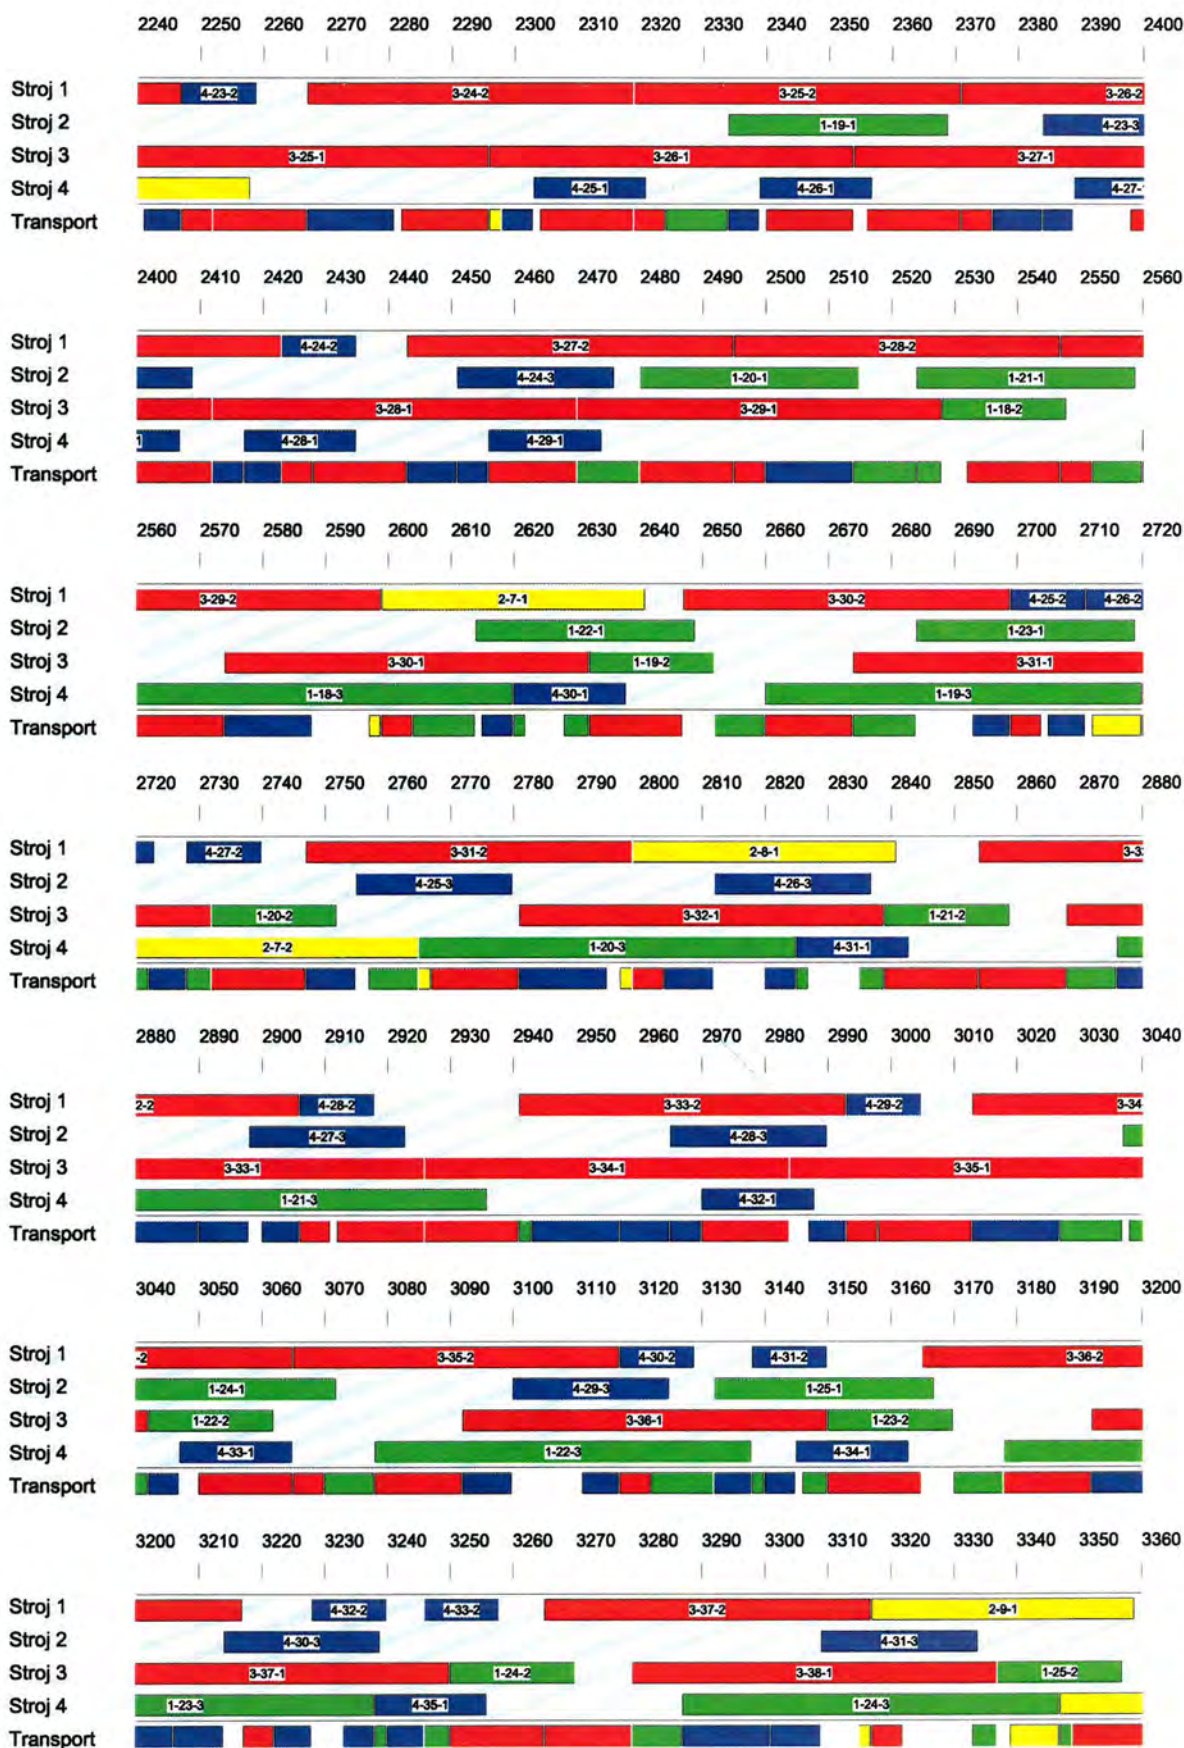 2240 2250 2260 2270 2280 2290 2300 2310 2320 2330 2340 2350 2360 2370 2380 2390 2400
Stroj 1 4-23-2 3-24-2 3-25-2 3-26-2
Stroj 2 1-19-1 4-23-3
Stroj 3 3-25-1 3-26-1 3-27-1
Stroj 4 4-25-1 4-26-1 4-27-
Transport
2400 2410 2420 2430 2440 2450 2460 2470 2480 2490 2500 2510 2520 2530 2540 2550 2560
Stroj 1 4-24-2 3-27-2 3-28-2
Stroj 2 4-24-3 1-20-1 1-21-1
Stroj 3 3-28-1 3-29-1 1-18-2
Stroj 4 1 4-28-1 4-29-1
Transport
2560 2570 2580 2590 2600 2610 2620 2630 2640 2650 2660 2670 2680 2690 2700 2710 2720
Stroj 1 3-29-2 2-7-1 3-30-2 4-25-2 4-26-2
Stroj 2 1-22-1 1-23-1
Stroj 3 3-30-1 1-19-2 3-31-1
Stroj 4 1-18-3 4-30-1 1-19-3
Transport
2720 2730 2740 2750 2760 2770 2780 2790 2800 2810 2820 2830 2840 2850 2860 2870 2880
Stroj 1 4-27-2 3-31-2 2-8-1 3-3
Stroj 2 4-25-3 4-26-3
Stroj 3 1-20-2 3-32-1 1-21-2
Stroj 4 2-7-2 1-20-3 4-31-1
Transport
2880 2890 2900 2910 2920 2930 2940 2950 2960 2970 2980 2990 3000 3010 3020 3030 3040
Stroj 1 2-2 4-28-2 3-33-2 4-29-2 3-34
Stroj 2 4-27-3 4-28-3
Stroj 3 3-33-1 3-34-1 3-35-1
Stroj 4 1-21-3 4-32-1
Transport
3040 3050 3060 3070 3080 3090 3100 3110 3120 3130 3140 3150 3160 3170 3180 3190 3200
Stroj 1 -2 3-35-2 4-30-2 4-31-2 3-36-2
Stroj 2 1-24-1 4-29-3 1-25-1
Stroj 3 1-22-2 3-36-1 1-23-2
Stroj 4 4-33-1 1-22-3 4-34-1
Transport
3200 3210 3220 3230 3240 3250 3260 3270 3280 3290 3300 3310 3320 3330 3340 3350 3360
Stroj 1 4-32-2 4-33-2 3-37-2 2-9-1
Stroj 2 4-30-3 4-31-3
Stroj 3 3-37-1 1-24-2 3-38-1 1-25-2
Stroj 4 1-23-3 4-35-1 1-24-3
Transport